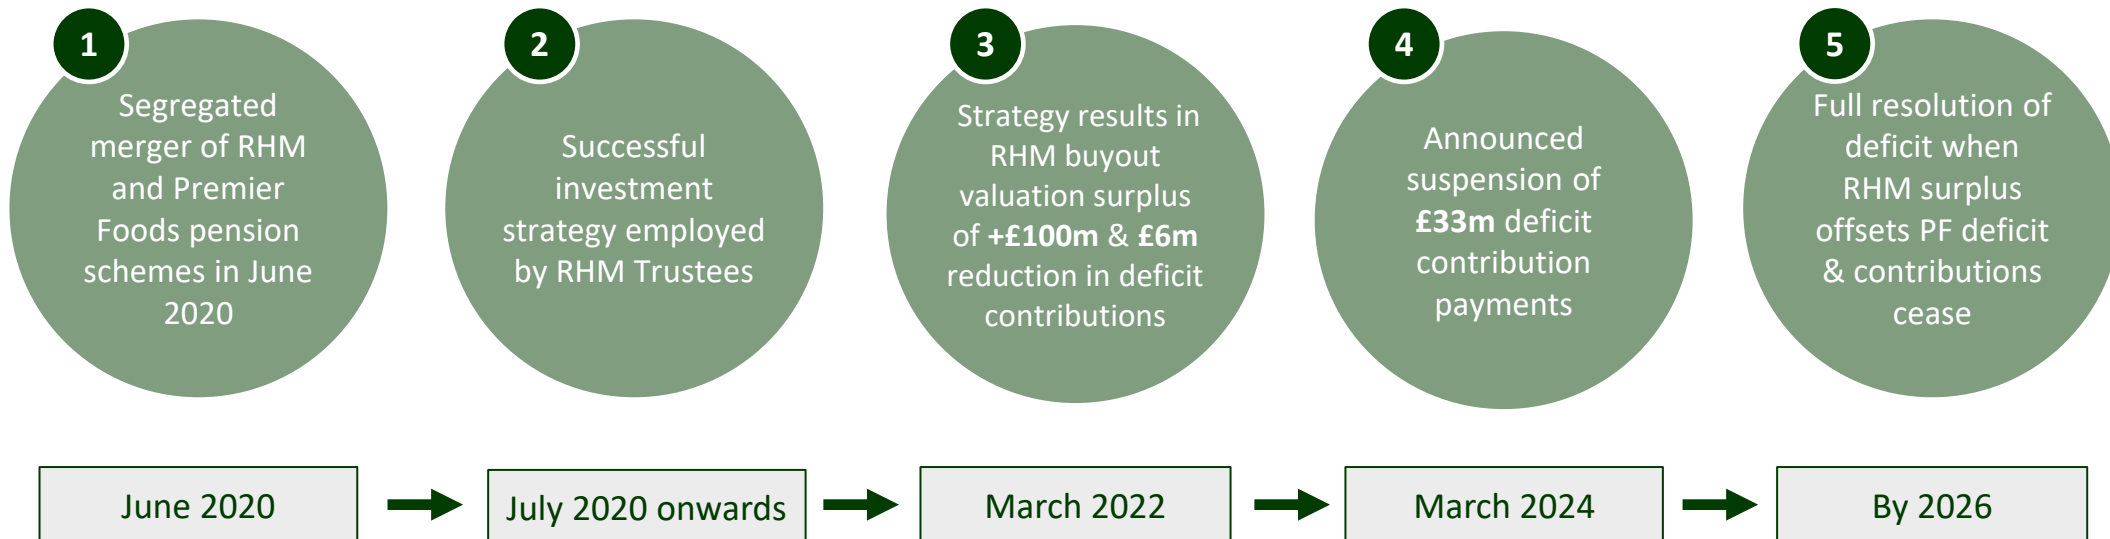 1
Segregated
merger of RHM
and Premier
Foods pension
schemes in June
2020
2
Successful
investment
strategy employed
by RHM Trustees
3
Strategy results in
RHM buyout
valuation surplus
of +£100m & £6m
reduction in deficit
contributions
4
Announced
suspension of
£33m deficit
contribution
payments
5
Full resolution of
deficit when
RHM surplus
offsets PF deficit
& contributions
cease
June 2020
July 2020 onwards
March 2022
March 2024
By 2026